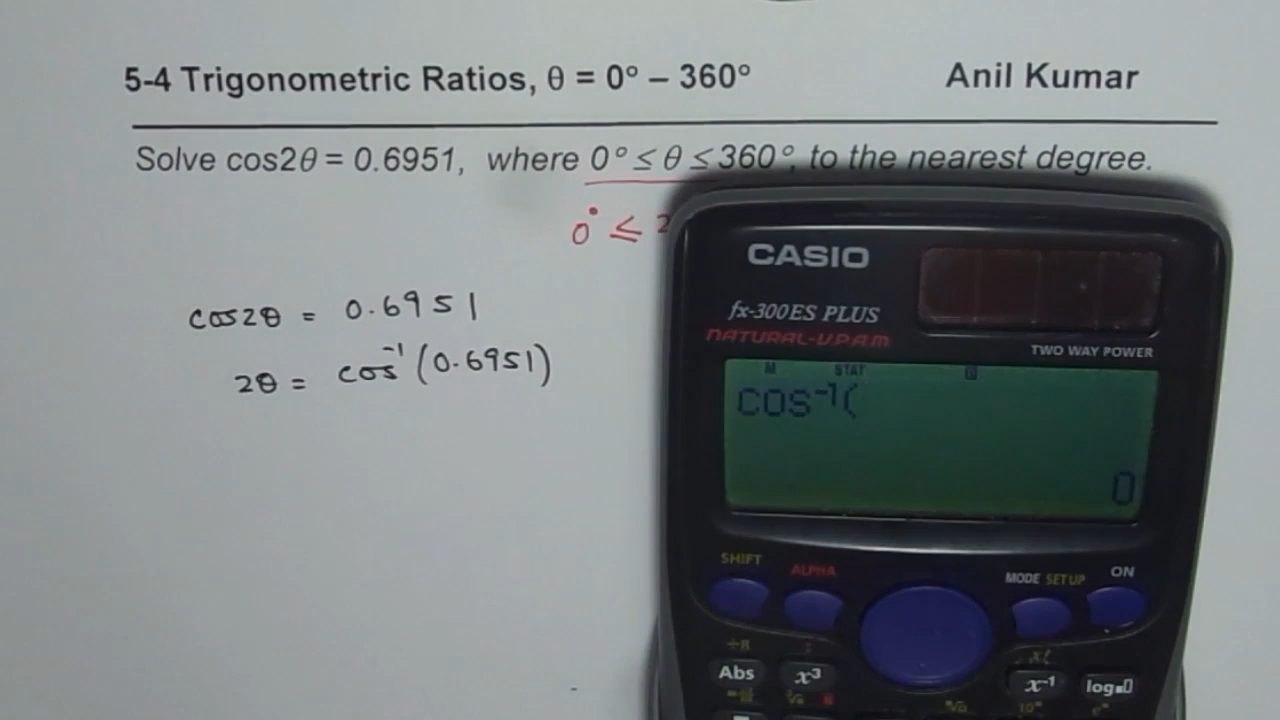 5-4 Trigonometric Ratios, θ = 0° – 360° Anil Kumar
Solve cos2θ = 0.6951, where 0° ≤ θ ≤ 360°, to the nearest degree.
0° ≤ 2
cos2θ = 0.6951
2θ = cos⁻¹(0.6951)
CASIO
fx-300ES PLUS
NATURAL-V.P.A.M.
TWO WAY POWER
M STAT D
cos⁻¹(
0
SHIFT ALPHA MODE SETUP ON
÷R x!
Abs x³ x⁻¹ log